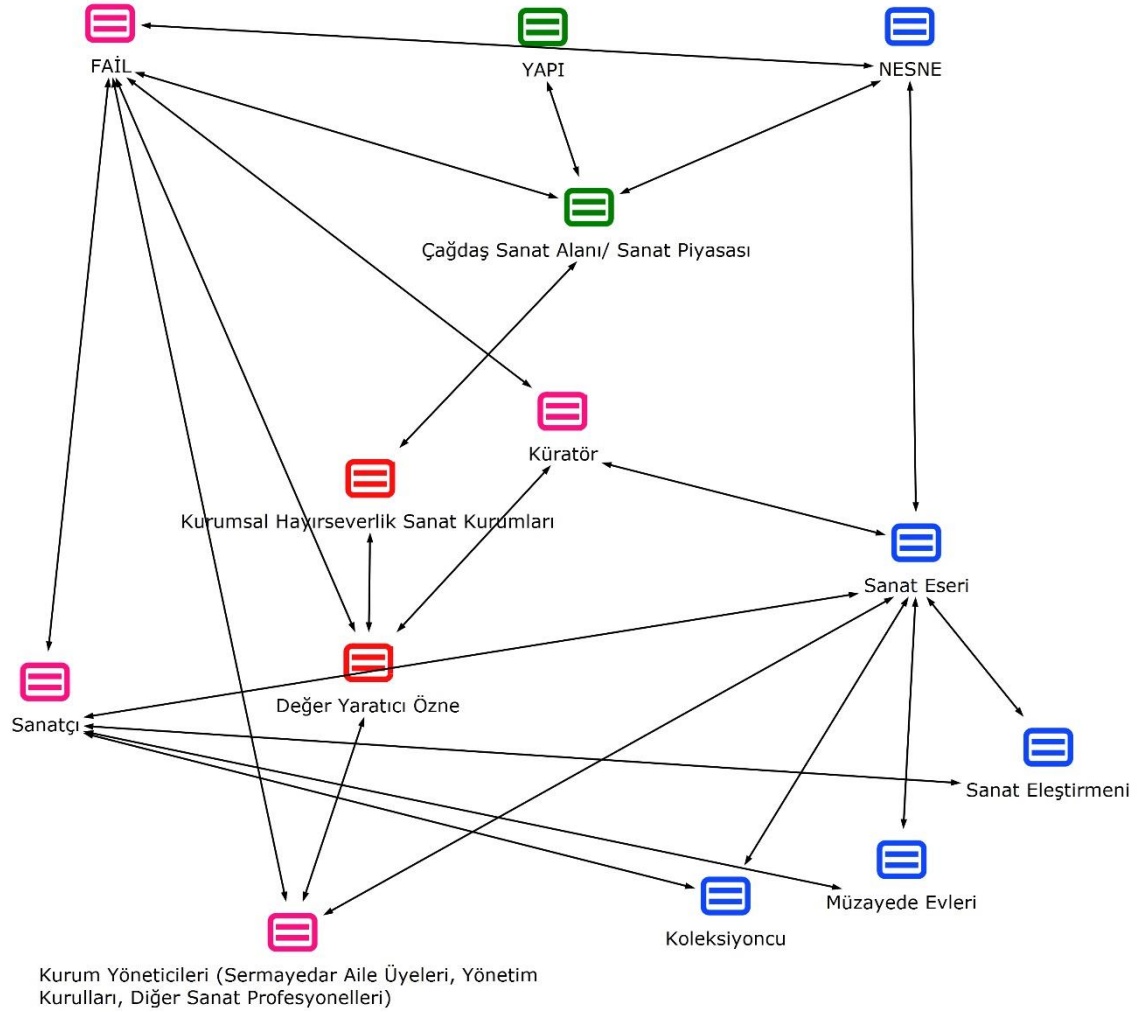 FAİL
YAPI
NESNE
Çağdaş Sanat Alanı/ Sanat Piyasası
Küratör
Kurumsal Hayırseverlik Sanat Kurumları
Sanat Eseri
Değer Yaratıcı Özne
Sanatçı
Sanat Eleştirmeni
Müzayede Evleri
Koleksiyoncu
Kurum Yöneticileri (Sermayedar Aile Üyeleri, Yönetim
Kurulları, Diğer Sanat Profesyonelleri)